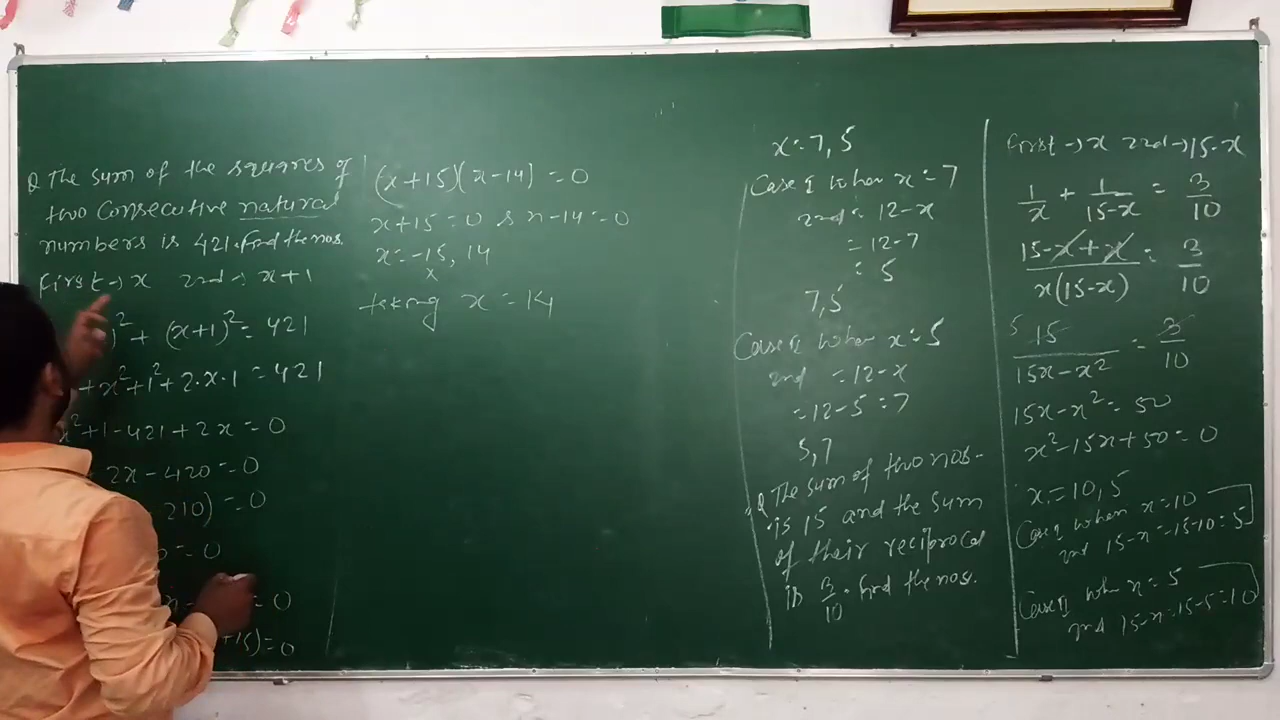 Q The sum of the squares of
two Consecutive natural
numbers is 421. Find the nos.
First → x 2nd → x+1
)² + (x+1)² = 421
+ x² + 1² + 2.x.1 = 421
x² + 1 - 421 + 2x = 0
2x - 420 = 0
210) = 0
= 0
= 0
+15) = 0
(x+15)(x-14) = 0
x+15 = 0 & x-14 = 0
x = -15, 14
x
taking x = 14
x = 7, 5
Case I When x = 7
2nd = 12-x
= 12-7
= 5
7, 5
Case II When x = 5
2nd = 12-x
= 12-5 = 7
5, 7
Q The sum of two nos.
is 15 and the sum
of their reciprocal
is 3/10. find the nos.
First → x 2nd → 15-x
1/x + 1/15-x = 3/10
15-x+x/x(15-x) = 3/10
5 15/15x-x² = 3/10
15x-x² = 50
x²-15x+50 = 0
x = 10, 5
Case I When x = 10
2nd 15-x = 15-10 = 5
Case II When x = 5
2nd 15-x = 15-5 = 10